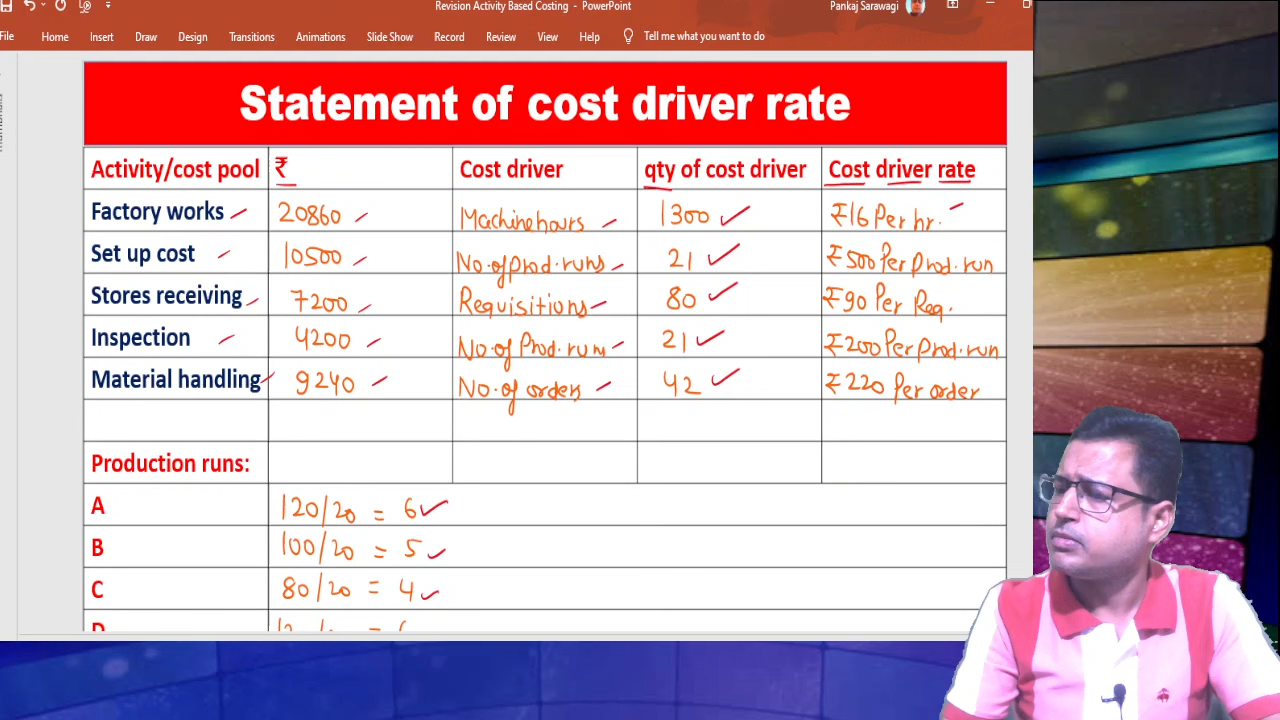 Revision Activity Based Costing - PowerPoint
Pankaj Sarawagi
File Home Insert Draw Design Transitions Animations Slide Show Record Review View Help Tell me what you want to do
Statement of cost driver rate
Activity/cost pool ₹ Cost driver qty of cost driver Cost driver rate
Factory works 20860 Machine hours 1300 ₹16 Per hr.
Set up cost 10500 No. of prod. runs 21 ₹500 Per prod. run
Stores receiving 7200 Requisitions 80 ₹90 Per Req.
Inspection 4200 No. of Prod. runs 21 ₹200 Per prod. run
Material handling 9240 No. of orders 42 ₹220 Per order
Production runs:
A 120/20 = 6
B 100/20 = 5
C 80/20 = 4
D